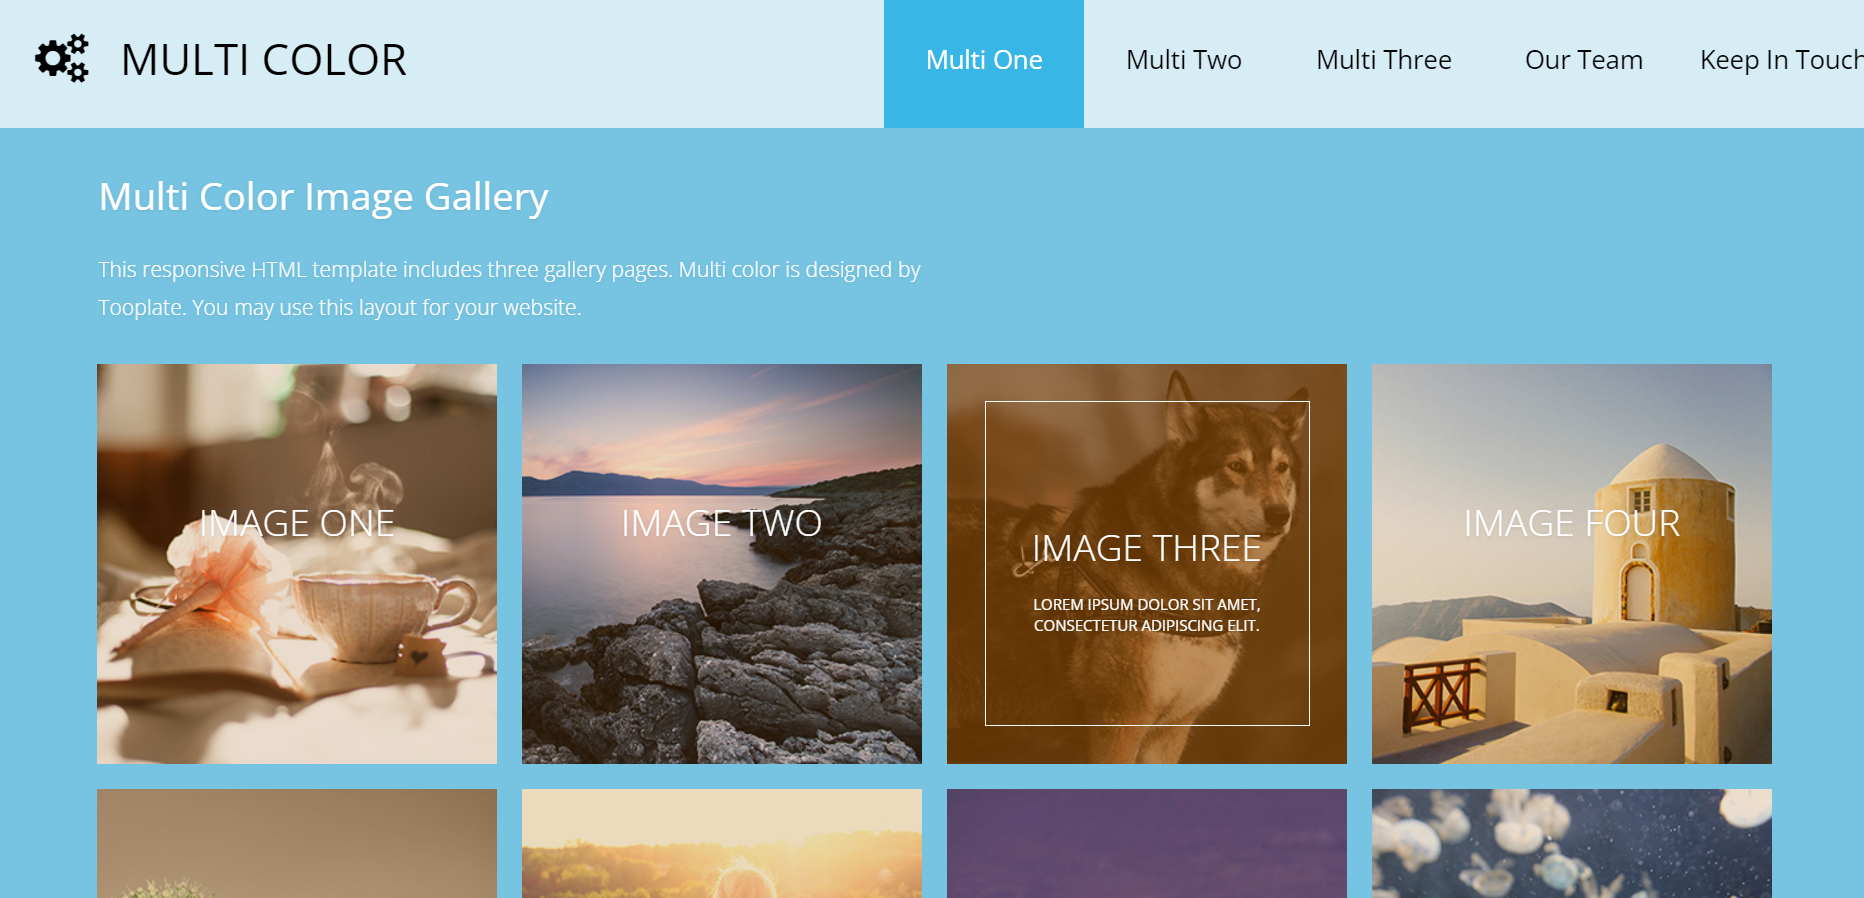 MULTI COLOR
Multi One
Multi Two
Multi Three
Our Team
Keep In Touch
Multi Color Image Gallery
This responsive HTML template includes three gallery pages. Multi color is designed by
Tooplate. You may use this layout for your website.
IMAGE ONE
IMAGE TWO
IMAGE THREE
LOREM IPSUM DOLOR SIT AMET,
CONSECTETUR ADIPISCING ELIT.
IMAGE FOUR